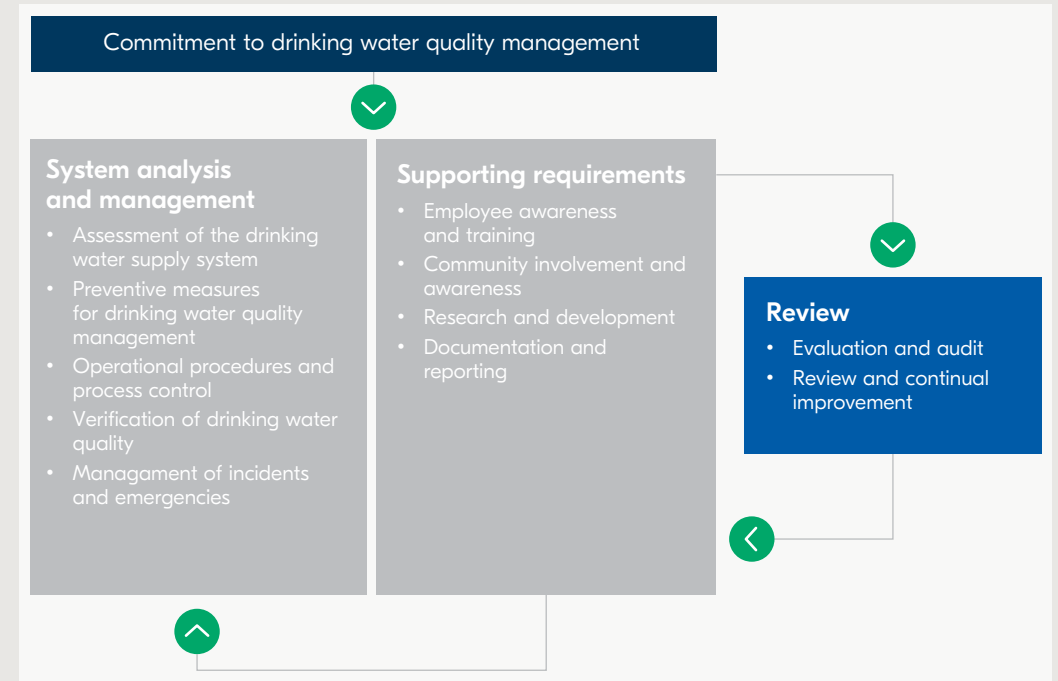 Commitment to drinking water quality management
System analysis
and management
• Assessment of the drinking
water supply system
• Preventive measures
for drinking water quality
management
• Operational procedures and
process control
• Verification of drinking water
quality
• Managament of incidents
and emergencies
Supporting requirements
• Employee awareness
and training
• Community involvement and
awareness
• Research and development
• Documentation and
reporting
Review
• Evaluation and audit
• Review and continual
improvement